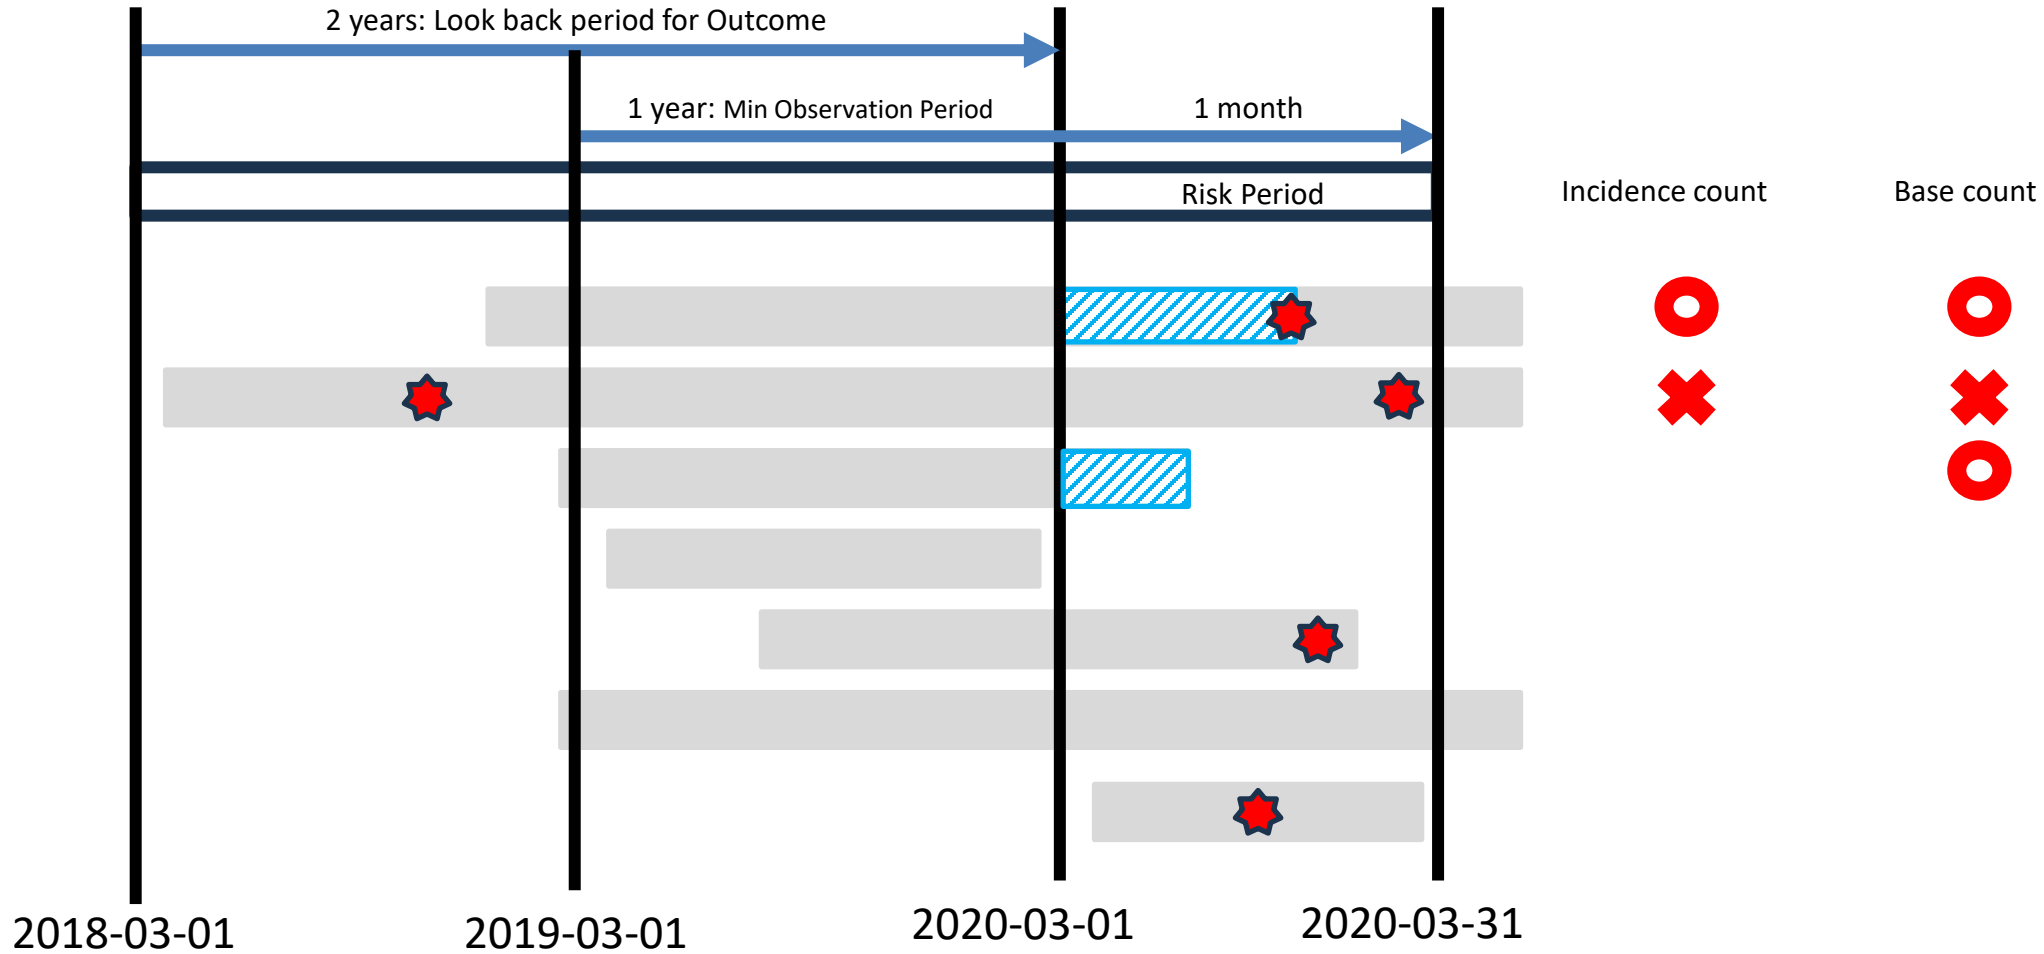 2 years: Look back period for Outcome
1 year: Min Observation Period
1 month
Risk Period
Incidence count
Base count
2018-03-01
2019-03-01
2020-03-01
2020-03-31